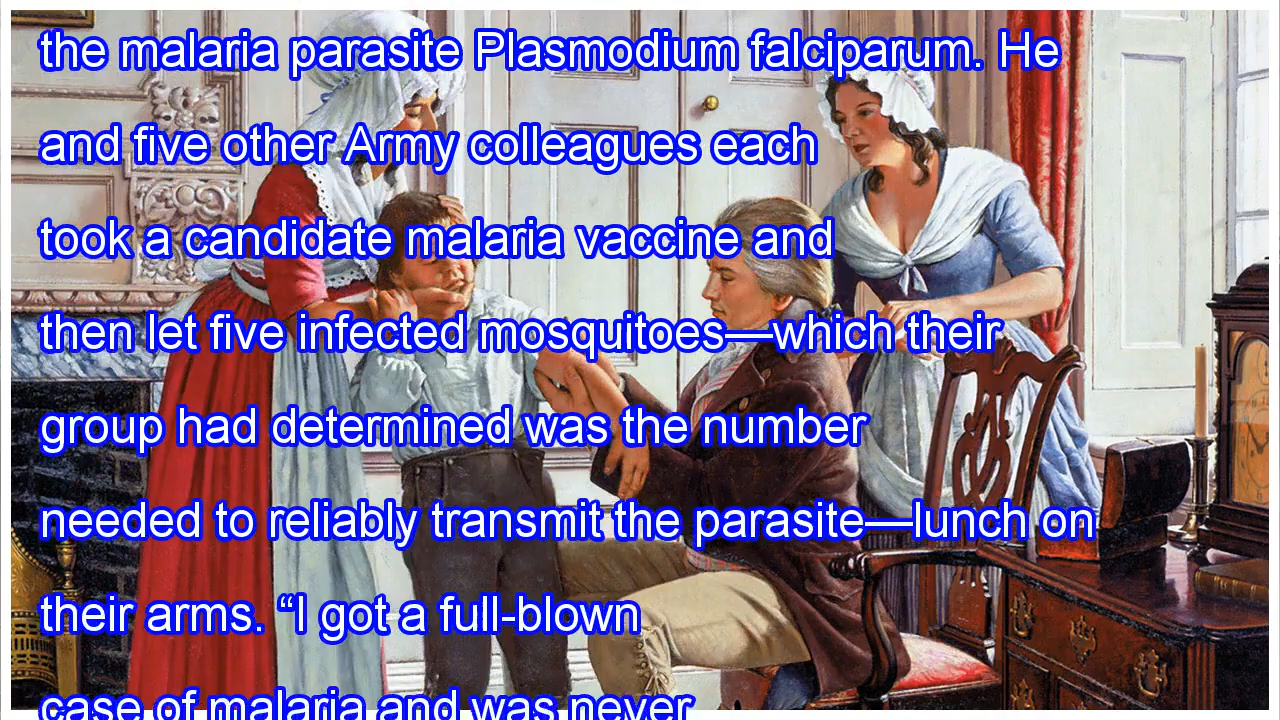 the malaria parasite Plasmodium falciparum. He
and five other Army colleagues each
took a candidate malaria vaccine and
then let five infected mosquitoes—which their
group had determined was the number
needed to reliably transmit the parasite—lunch on
their arms. “I got a full-blown
case of malaria and was never